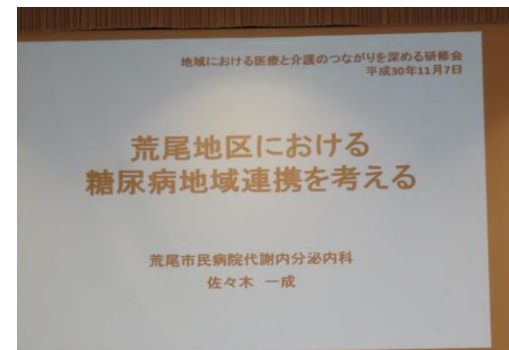 地域における医療と介護のつながりを深める研修会
平成30年11月7日
荒尾地区における
糖尿病地域連携を考える
荒尾市民病院代謝内分泌内科
佐々木 一成